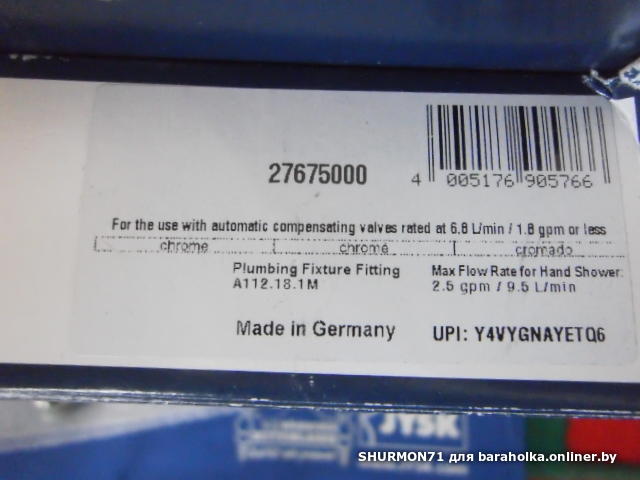 27675000
4 005176 905766
For the use with automatic compensating valves rated at 6.8 L/min / 1.8 gpm or less
chrome chromé cromado
Plumbing Fixture Fitting
A112.18.1M
Max Flow Rate for Hand Shower:
2.5 gpm / 9.5 L/min
Made in Germany
UPI: Y4VYGNAYETQ6
JYSK
SHURMON71 для baraholka.onliner.by